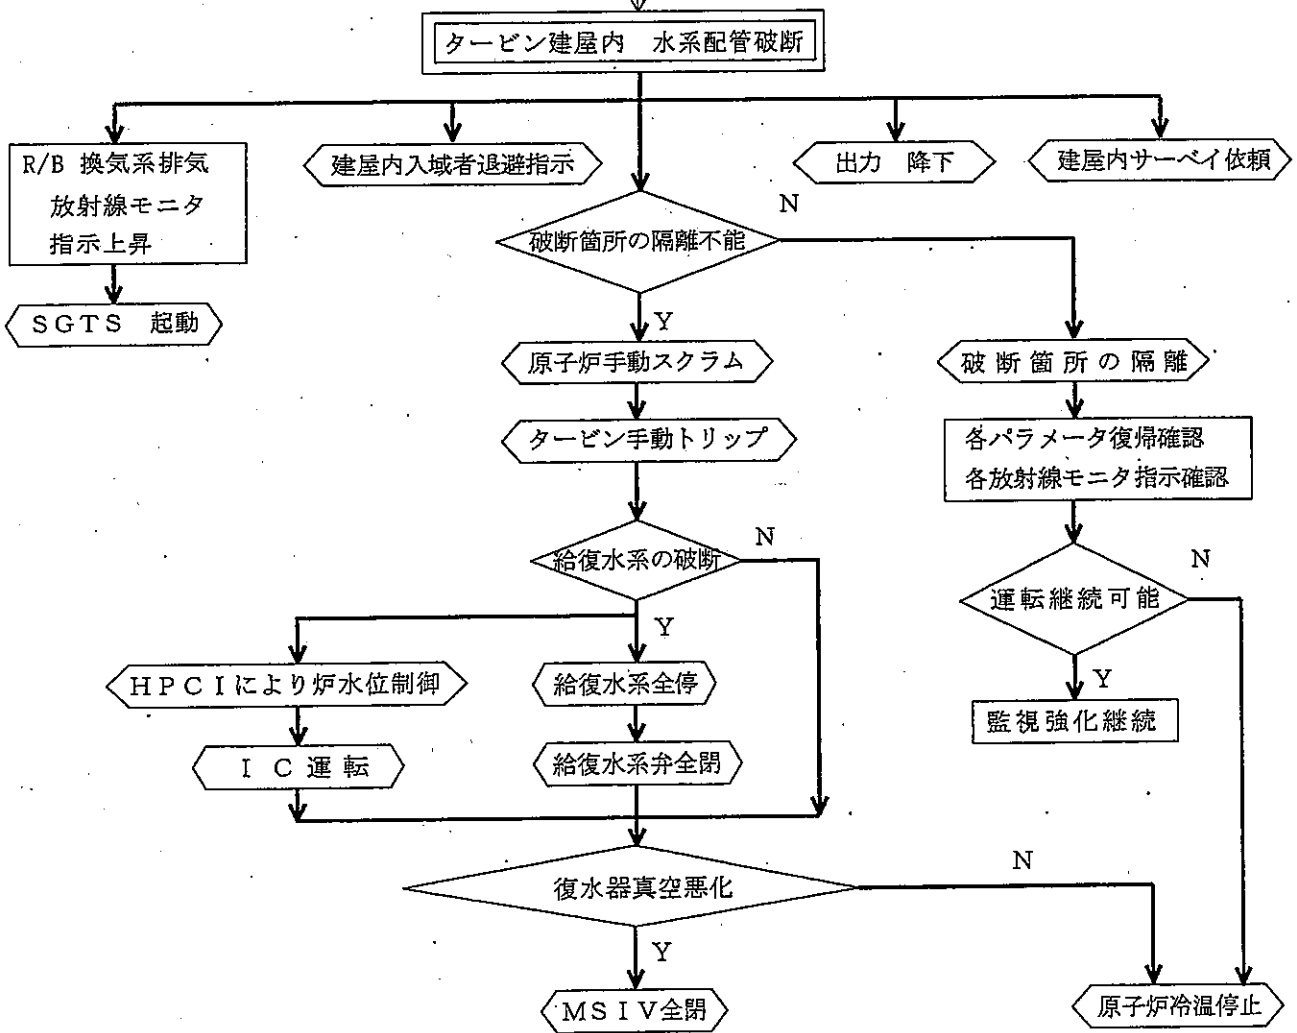 タービン建屋内　水系配管破断
R/B 換気系排気
放射線モニタ
指示上昇
建屋内入域者退避指示
出力　降下
建屋内サーベイ依頼
N
破断箇所の隔離不能
SGTS　起動
Y
原子炉手動スクラム
破断箇所の隔離
タービン手動トリップ
各パラメータ復帰確認
各放射線モニタ指示確認
給復水系の破断
N
運転継続可能
N
Y
Y
HPCIにより炉水位制御
給復水系全停
監視強化継続
IC運転
給復水系弁全閉
復水器真空悪化
N
Y
MSIV全閉
原子炉冷温停止